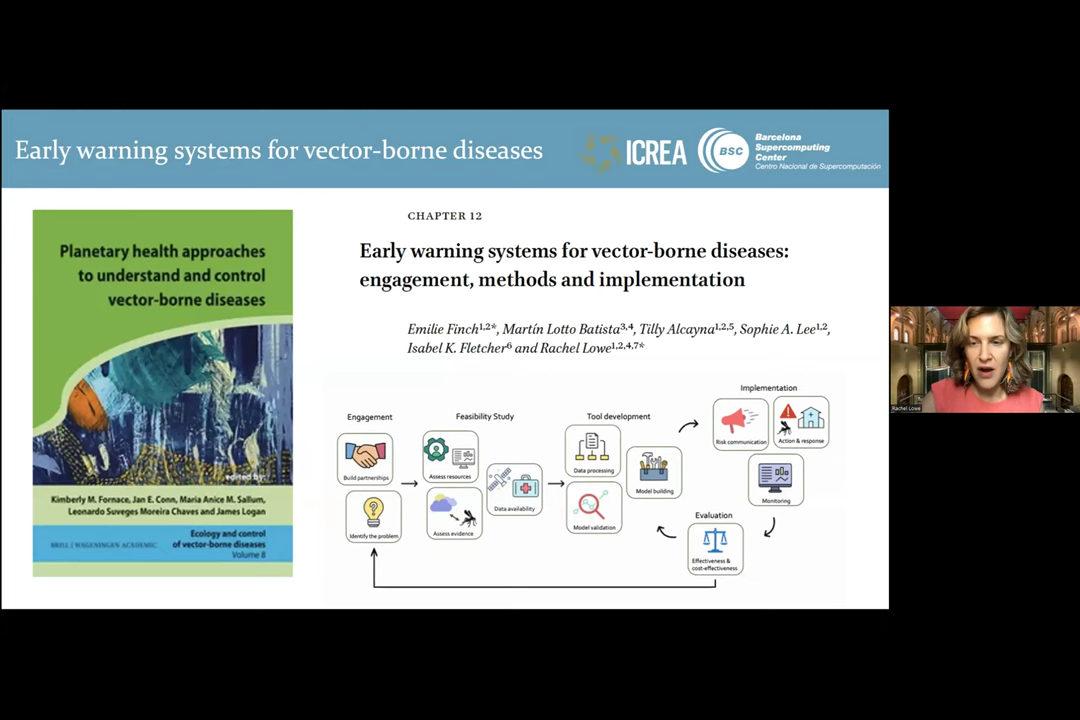 Early warning systems for vector-borne diseases
ICREA
BSC
Barcelona
Supercomputing
Center
Centro Nacional de Supercomputación
Planetary health approaches
to understand and control
vector-borne diseases
edited by:
Kimberly M. Fornace, Jan E. Conn, Maria Anice M. Sallum,
Leonardo Suveges Moreira Chaves and James Logan
BRILL | WAGENINGEN ACADEMIC
Ecology and control
of vector-borne diseases
Volume 8
CHAPTER 12
Early warning systems for vector-borne diseases:
engagement, methods and implementation
Emilie Finch¹,²*, Martín Lotto Batista³,⁴, Tilly Alcayna¹,²,⁵, Sophie A. Lee¹,²,
Isabel K. Fletcher⁶ and Rachel Lowe¹,²,⁴,⁷*
Engagement
Build partnerships
Identify the problem
Feasibility Study
Assess resources
Assess evidence
Data availability
Tool development
Data processing
Model validation
Model building
Implementation
Risk communication
Action & response
Monitoring
Evaluation
Effectiveness &
cost-effectiveness
Rachel Lowe